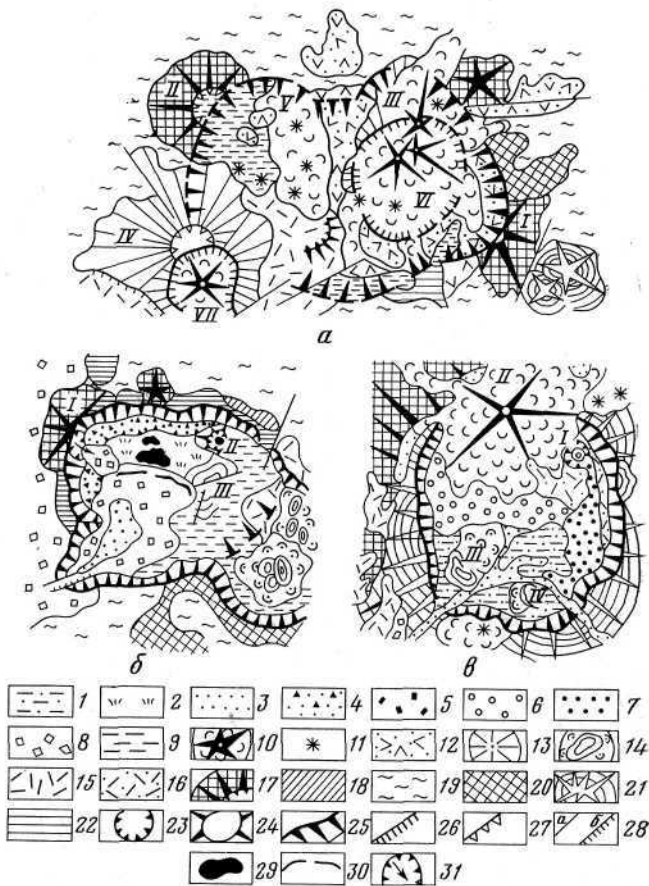 II V III
VI
I
IV
VII
а
I II
III
б
II
I
III
IV
в
1 2 3 4 5 6 7
8 9 10 11 12 13 14
15 16 17 18 19 20 21
22 23 24 25 26 27 а б 28
29 30 31